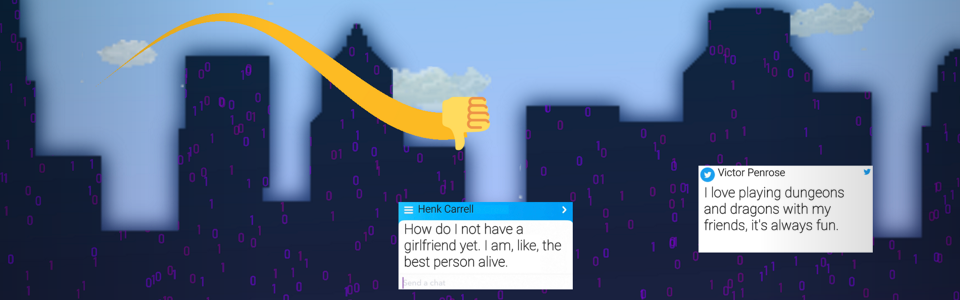 Victor Penrose
I love playing dungeons
and dragons with my
friends, it's always fun.
Henk Carrell
How do I not have a
girlfriend yet. I am, like, the
best person alive.
Send a chat